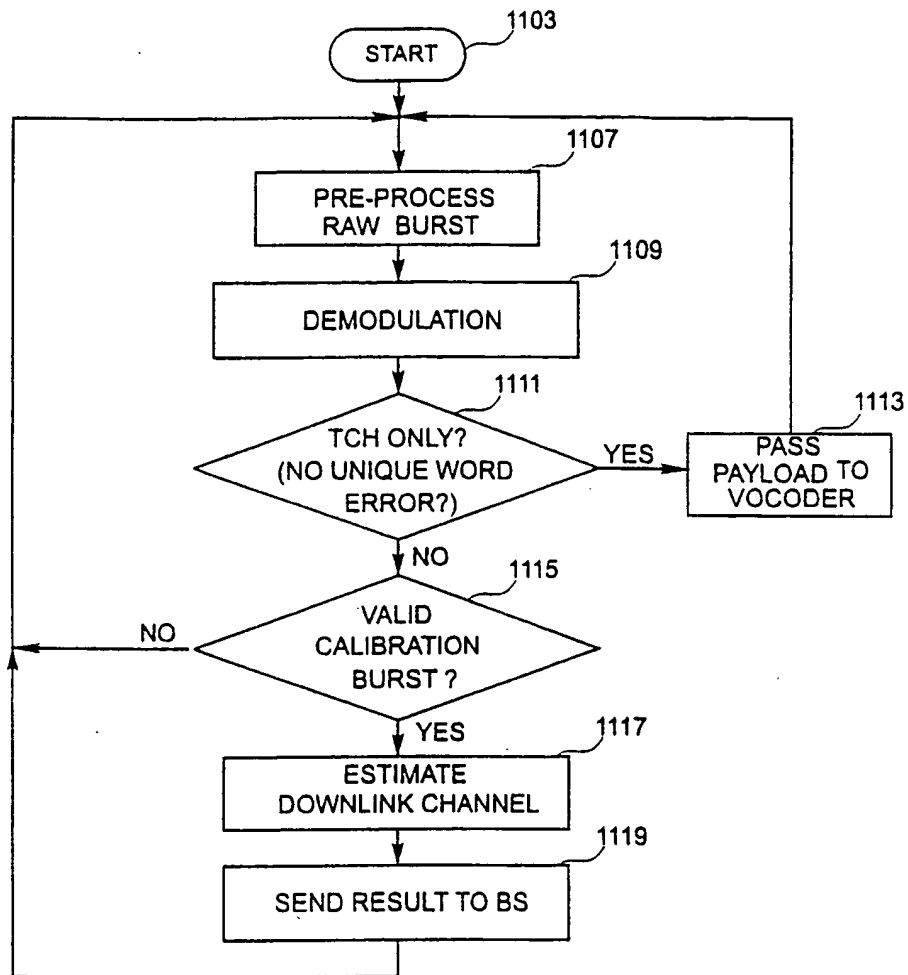 1103
START
1107
PRE-PROCESS
RAW BURST
1109
DEMODULATION
1111
TCH ONLY?
(NO UNIQUE WORD
ERROR?)
YES
1113
PASS
PAYLOAD TO
VOCODER
NO
1115
VALID
CALIBRATION
BURST ?
NO
YES
1117
ESTIMATE
DOWNLINK CHANNEL
1119
SEND RESULT TO BS